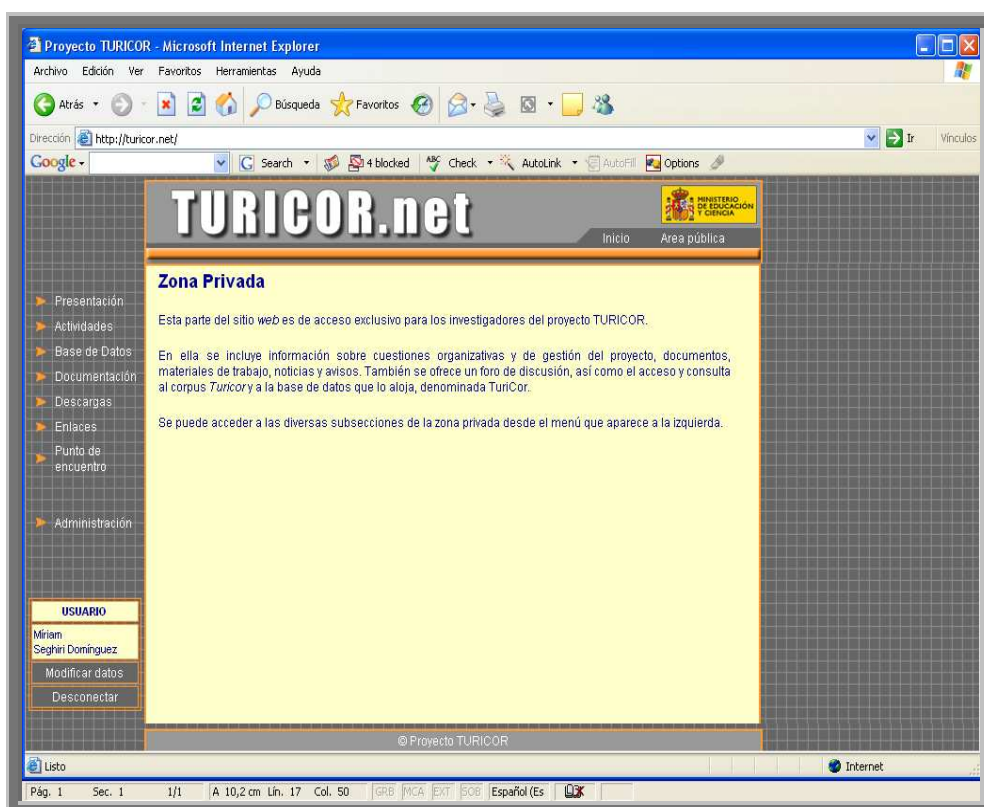 Proyecto TURICOR - Microsoft Internet Explorer
Archivo Edición Ver Favoritos Herramientas Ayuda
Atrás Búsqueda Favoritos
Dirección http://turicor.net/ Ir Vínculos
Google Search 4 blocked Check AutoLink AutoFill Options
TURICOR.net
MINISTERIO
DE EDUCACIÓN
Y CIENCIA
Inicio Area pública
Presentación
Actividades
Base de Datos
Documentación
Descargas
Enlaces
Punto de
encuentro
Administración
USUARIO
Míriam
Seghiri Domínguez
Modificar datos
Desconectar
Zona Privada
Esta parte del sitio web es de acceso exclusivo para los investigadores del proyecto TURICOR.
En ella se incluye información sobre cuestiones organizativas y de gestión del proyecto, documentos,
materiales de trabajo, noticias y avisos. También se ofrece un foro de discusión, así como el acceso y consulta
al corpus Turicor y a la base de datos que lo aloja, denominada TuriCor.
Se puede acceder a las diversas subsecciones de la zona privada desde el menú que aparece a la izquierda.
© Proyecto TURICOR
Listo Internet
Pág. 1 Sec. 1 1/1 A 10,2 cm Lín. 17 Col. 50 GRB MCA EXT SOB Español (Es